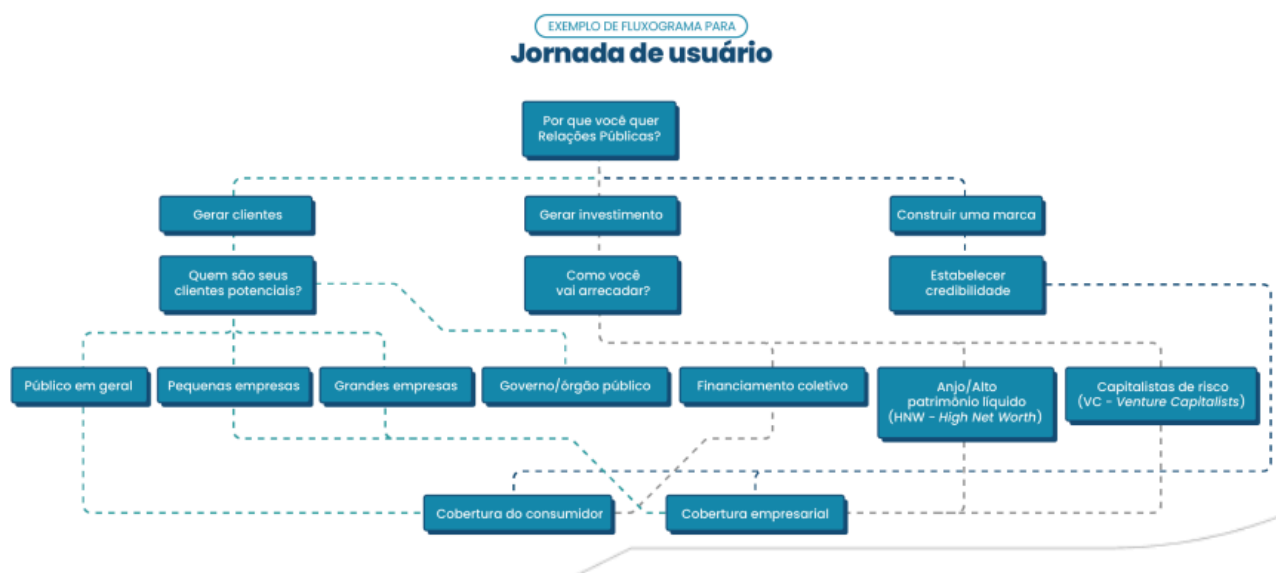 EXEMPLO DE FLUXOGRAMA PARA
Jornada de usuário
Por que você quer
Relações Públicas?
Gerar clientes
Gerar investimento
Construir uma marca
Quem são seus
clientes potenciais?
Como você
vai arrecadar?
Estabelecer
credibilidade
Público em geral
Pequenas empresas
Grandes empresas
Governo/órgão público
Financiamento coletivo
Anjo/Alto
patrimônio líquido
(HNW - High Net Worth)
Capitalistas de risco
(VC - Venture Capitalists)
Cobertura do consumidor
Cobertura empresarial